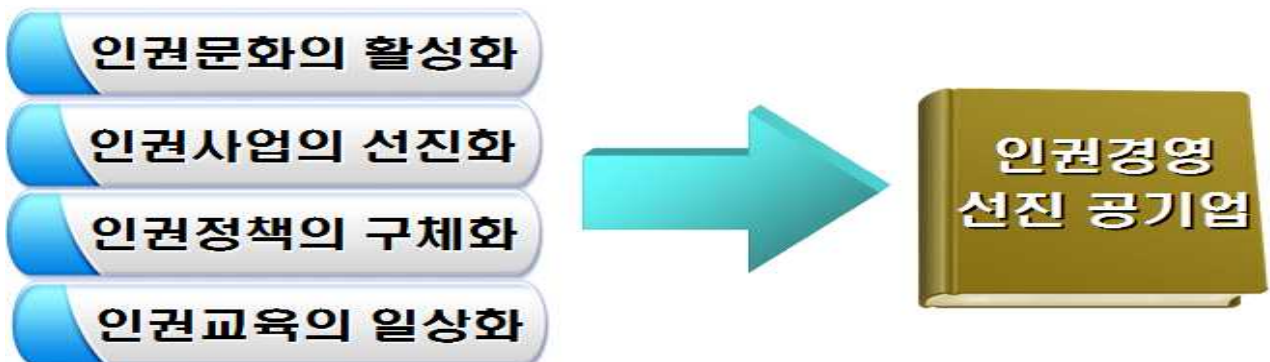 인권문화의 활성화
인권사업의 선진화
인권정책의 구체화
인권교육의 일상화
인권경영
선진 공기업